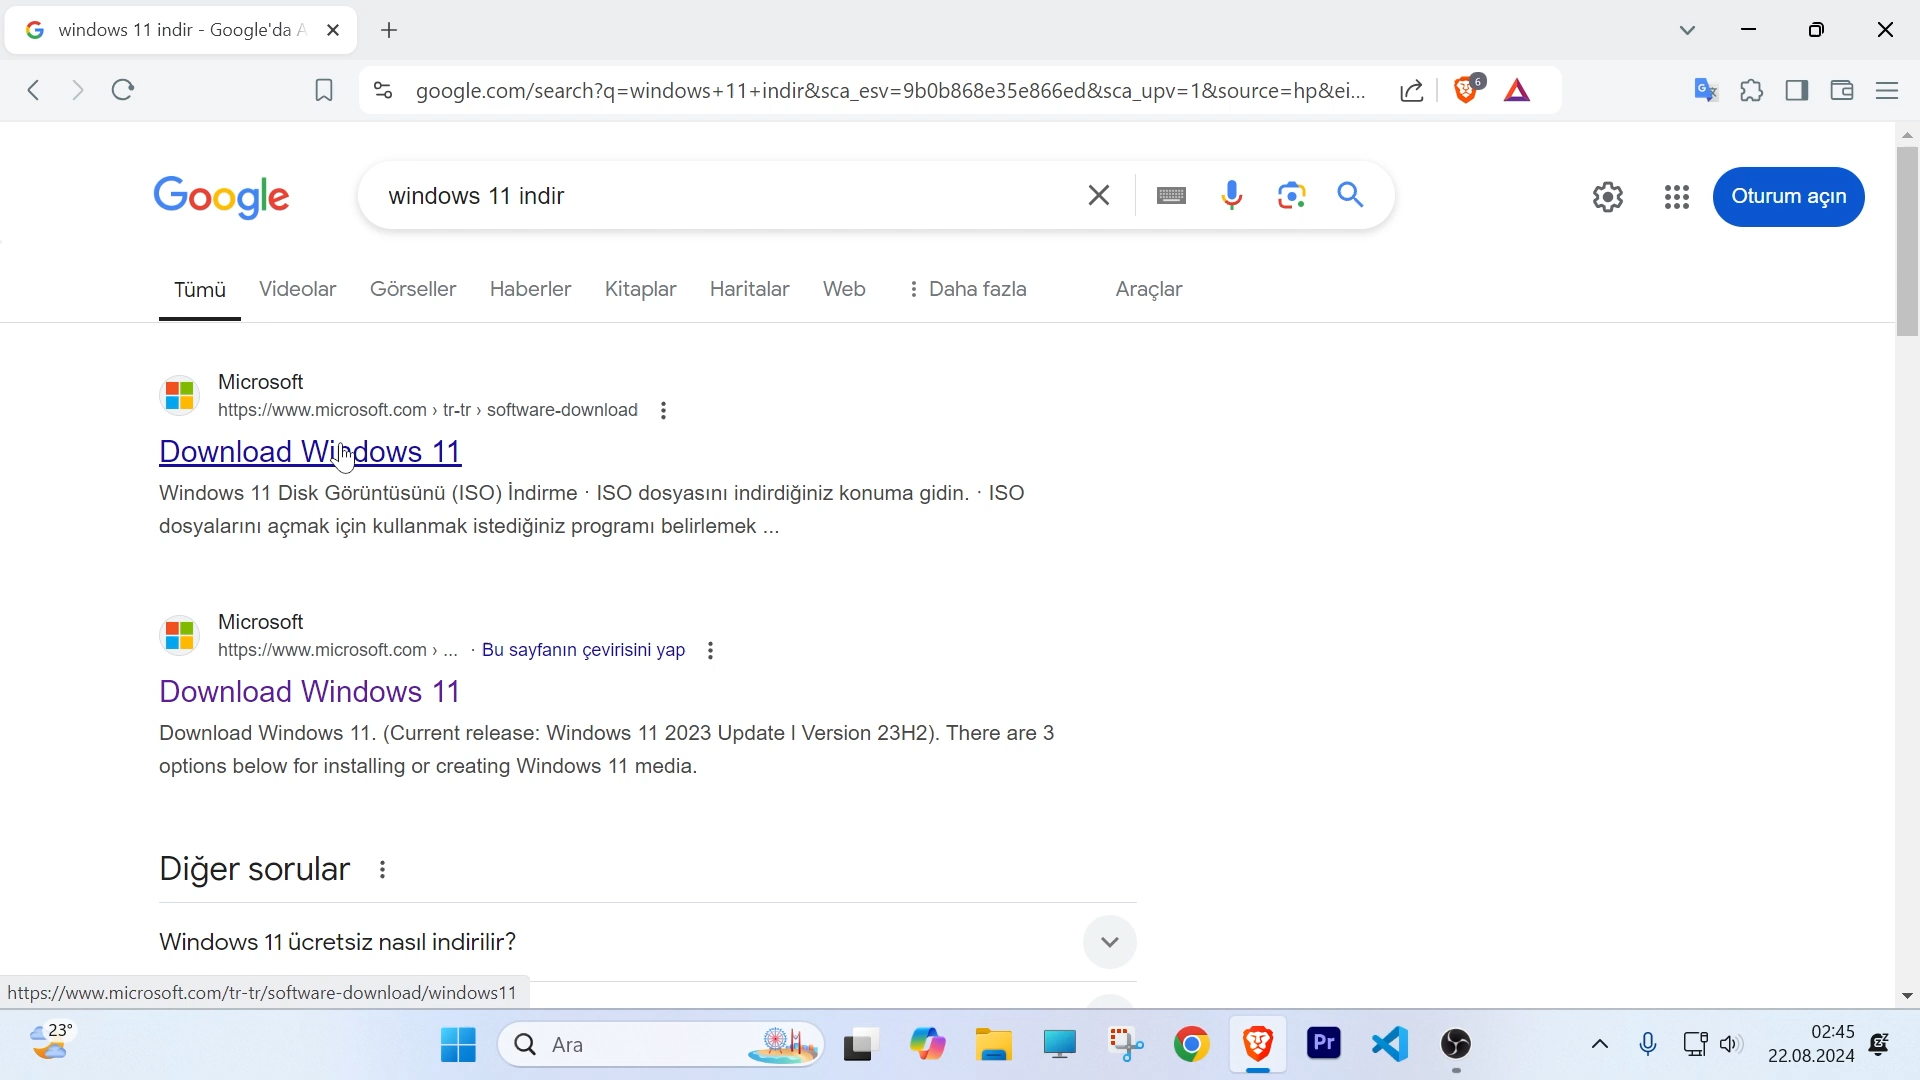 windows 11 indir - Google'da A
google.com/search?q=windows+11+indir&sca_esv=9b0b868e35e866ed&sca_upv=1&source=hp&ei...
6
Google
windows 11 indir
Oturum açın
Tümü
Videolar
Görseller
Haberler
Kitaplar
Haritalar
Web
Daha fazla
Araçlar
Microsoft
https://www.microsoft.com › tr-tr › software-download
Download Windows 11
Windows 11 Disk Görüntüsünü (ISO) İndirme · ISO dosyasını indirdiğiniz konuma gidin. · ISO
dosyalarını açmak için kullanmak istediğiniz programı belirlemek ...
Microsoft
https://www.microsoft.com › ... · Bu sayfanın çevirisini yap
Download Windows 11
Download Windows 11. (Current release: Windows 11 2023 Update l Version 23H2). There are 3
options below for installing or creating Windows 11 media.
Diğer sorular
Windows 11 ücretsiz nasıl indirilir?
https://www.microsoft.com/tr-tr/software-download/windows11
23°
Ara
Pr
02:45
22.08.2024